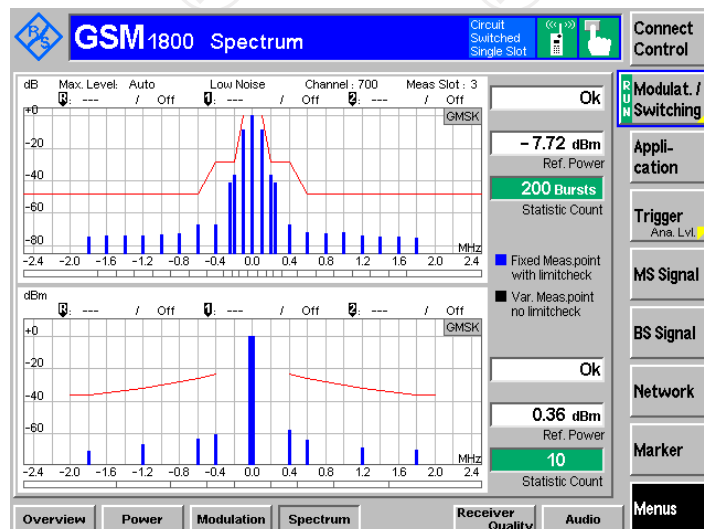 R&S
GSM 1800 Spectrum
Circuit Switched Single Slot
Connect Control
dB Max. Level: Auto Low Noise Channel : 700 Meas Slot : 3
R: --- / Off 1: --- / Off 2: --- / Off
+0
GMSK
-20
-40
-60
-80
MHz
-2.4 -2.0 -1.6 -1.2 -0.8 -0.4 0.0 0.4 0.8 1.2 1.6 2.0 2.4
Ok
-7.72 dBm
Ref. Power
200 Bursts
Statistic Count
Fixed Meas.point
with limitcheck
Var. Meas.point
no limitcheck
dBm
R: --- / Off 1: --- / Off 2: --- / Off
+0
GMSK
-20
-40
-60
MHz
-2.4 -2.0 -1.6 -1.2 -0.8 -0.4 0.0 0.4 0.8 1.2 1.6 2.0 2.4
Ok
0.36 dBm
Ref. Power
10
Statistic Count
RUN
Modulat. /
Switching
Appli-
cation
Trigger
Ana. Lvl.
MS Signal
BS Signal
Network
Marker
Menus
Overview Power Modulation Spectrum Receiver Quality Audio